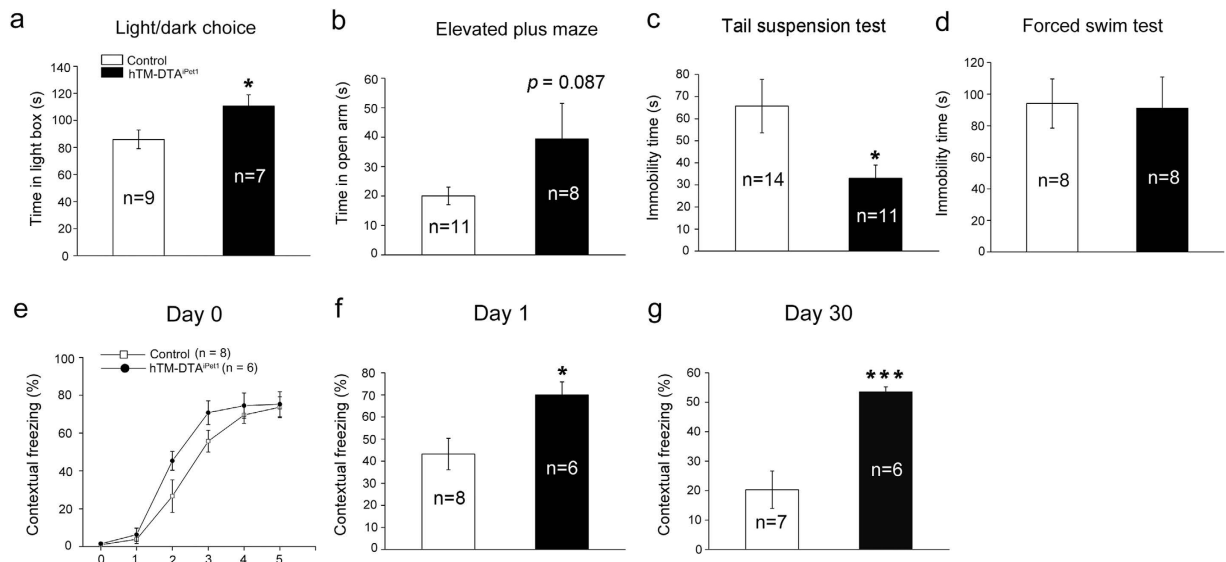 a
Light/dark choice
Control
hTM-DTAiPet1
Time in light box (s)
140
120
100
80
60
40
20
0
n=9
*
n=7
b
Elevated plus maze
Time in open arm (s)
60
50
40
30
20
10
0
p = 0.087
n=11
n=8
c
Tail suspension test
Immobility time (s)
80
70
60
50
40
30
20
10
0
n=14
*
n=11
d
Forced swim test
Immobility time (s)
120
100
80
60
40
20
0
n=8
n=8
e
Day 0
Control (n = 8)
hTM-DTAiPet1 (n = 6)
Contextual freezing (%)
100
80
60
40
20
0
0 1 2 3 4 5
f
Day 1
Contextual freezing (%)
80
70
60
50
40
30
20
10
0
n=8
*
n=6
g
Day 30
Contextual freezing (%)
60
50
40
30
20
10
0
n=7
***
n=6